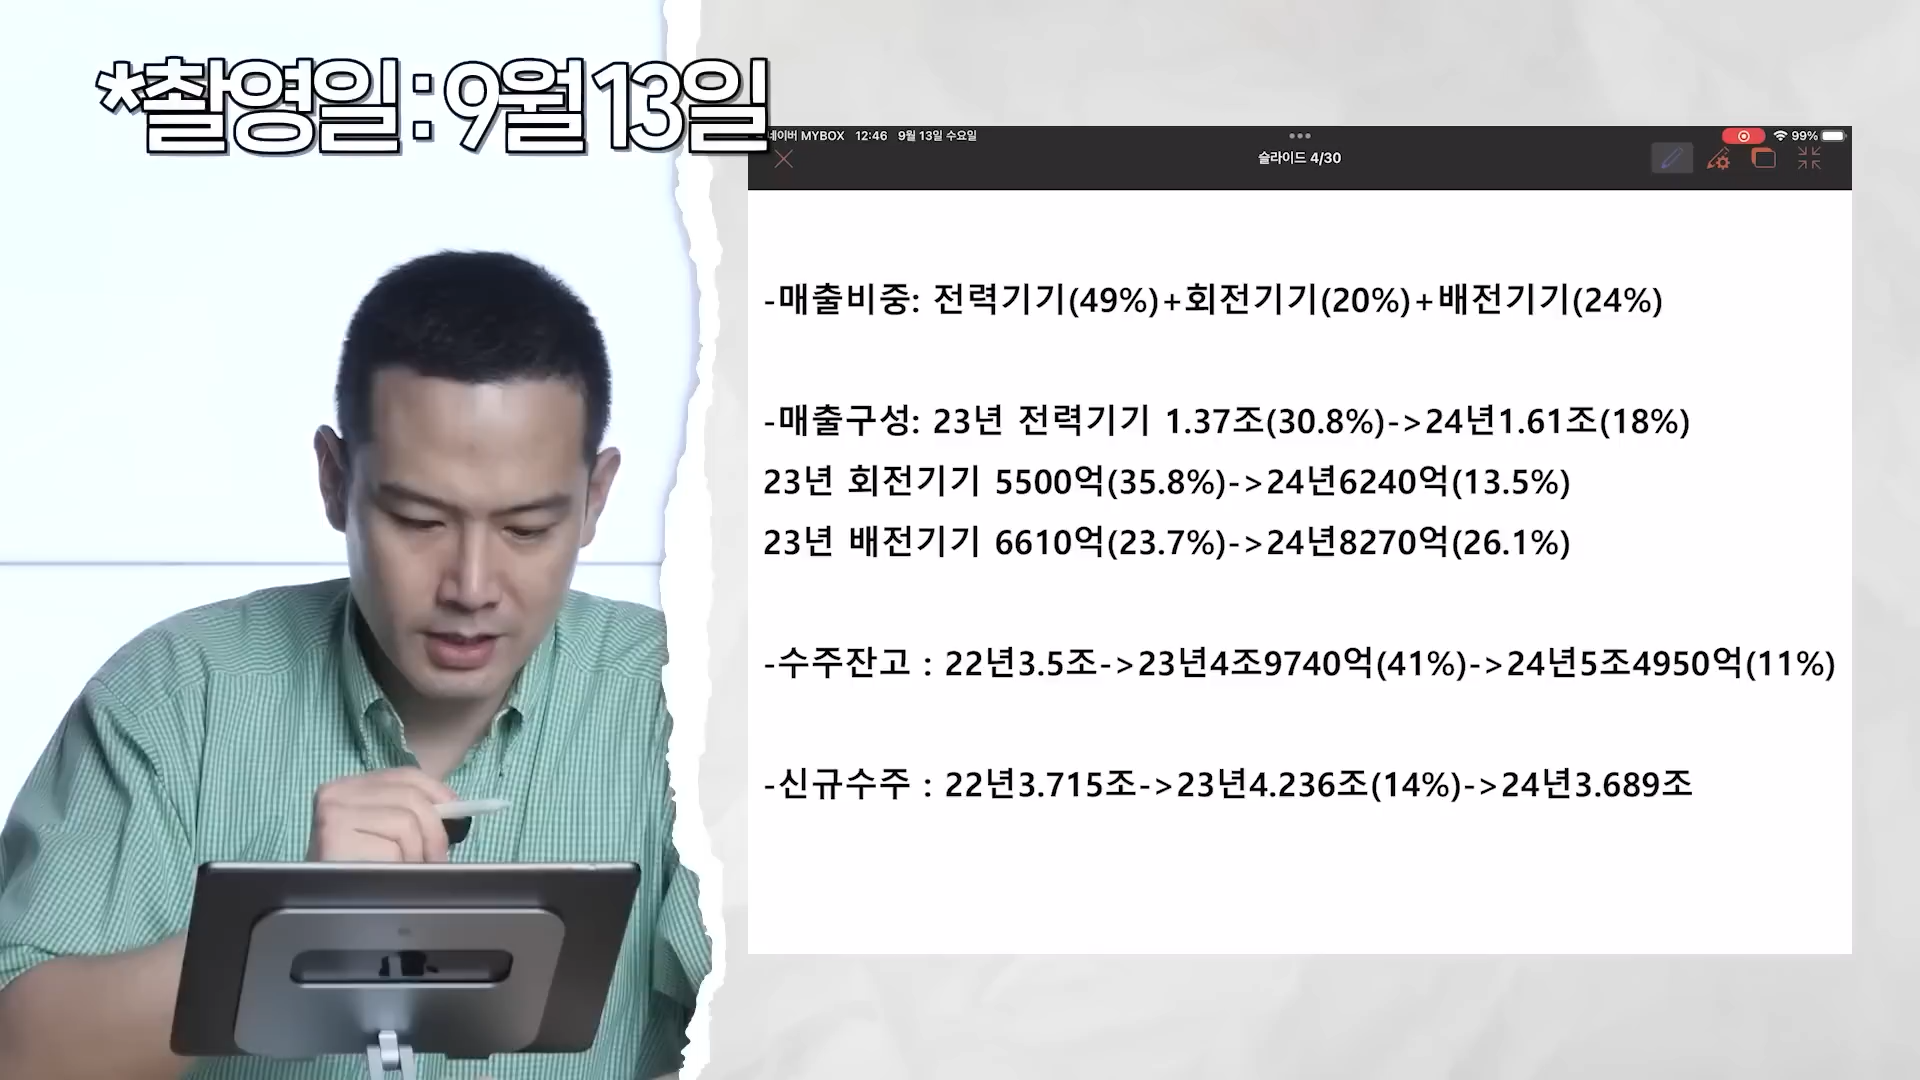 *촬영일:9월13일
네이버 MYBOX 12:46 9월 13일 수요일
99%
슬라이드 4/30
-매출비중: 전력기기(49%)+회전기기(20%)+배전기기(24%)
-매출구성: 23년 전력기기 1.37조(30.8%)->24년1.61조(18%)
23년 회전기기 5500억(35.8%)->24년6240억(13.5%)
23년 배전기기 6610억(23.7%)->24년8270억(26.1%)
-수주잔고 : 22년3.5조->23년4조9740억(41%)->24년5조4950억(11%)
-신규수주 : 22년3.715조->23년4.236조(14%)->24년3.689조